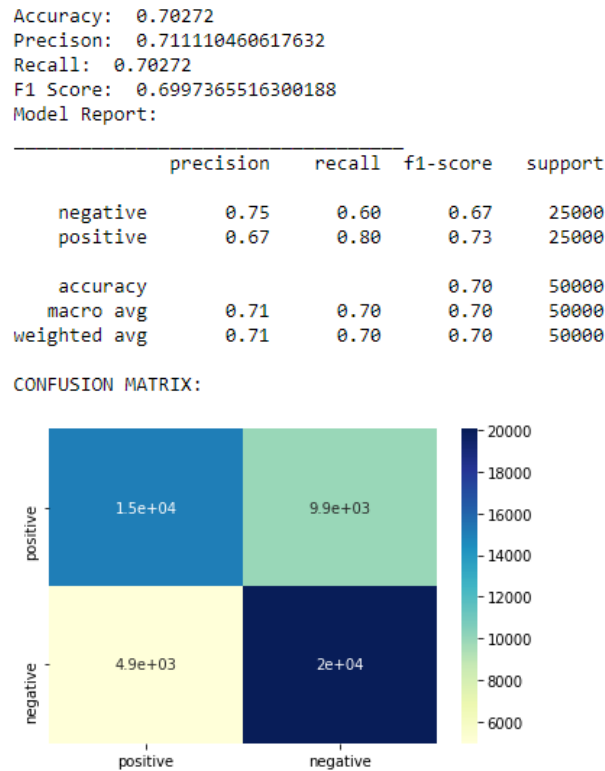 Accuracy:  0.70272
Precison:  0.711110460617632
Recall:  0.70272
F1 Score:  0.6997365516300188
Model Report:
___________________________________
precision recall f1-score support
negative 0.75 0.60 0.67 25000
positive 0.67 0.80 0.73 25000
accuracy 0.70 50000
macro avg 0.71 0.70 0.70 50000
weighted avg 0.71 0.70 0.70 50000
CONFUSION MATRIX:
20000
18000
16000
14000
12000
10000
8000
6000
positive
1.5e+04 9.9e+03
negative
4.9e+03 2e+04
positive negative